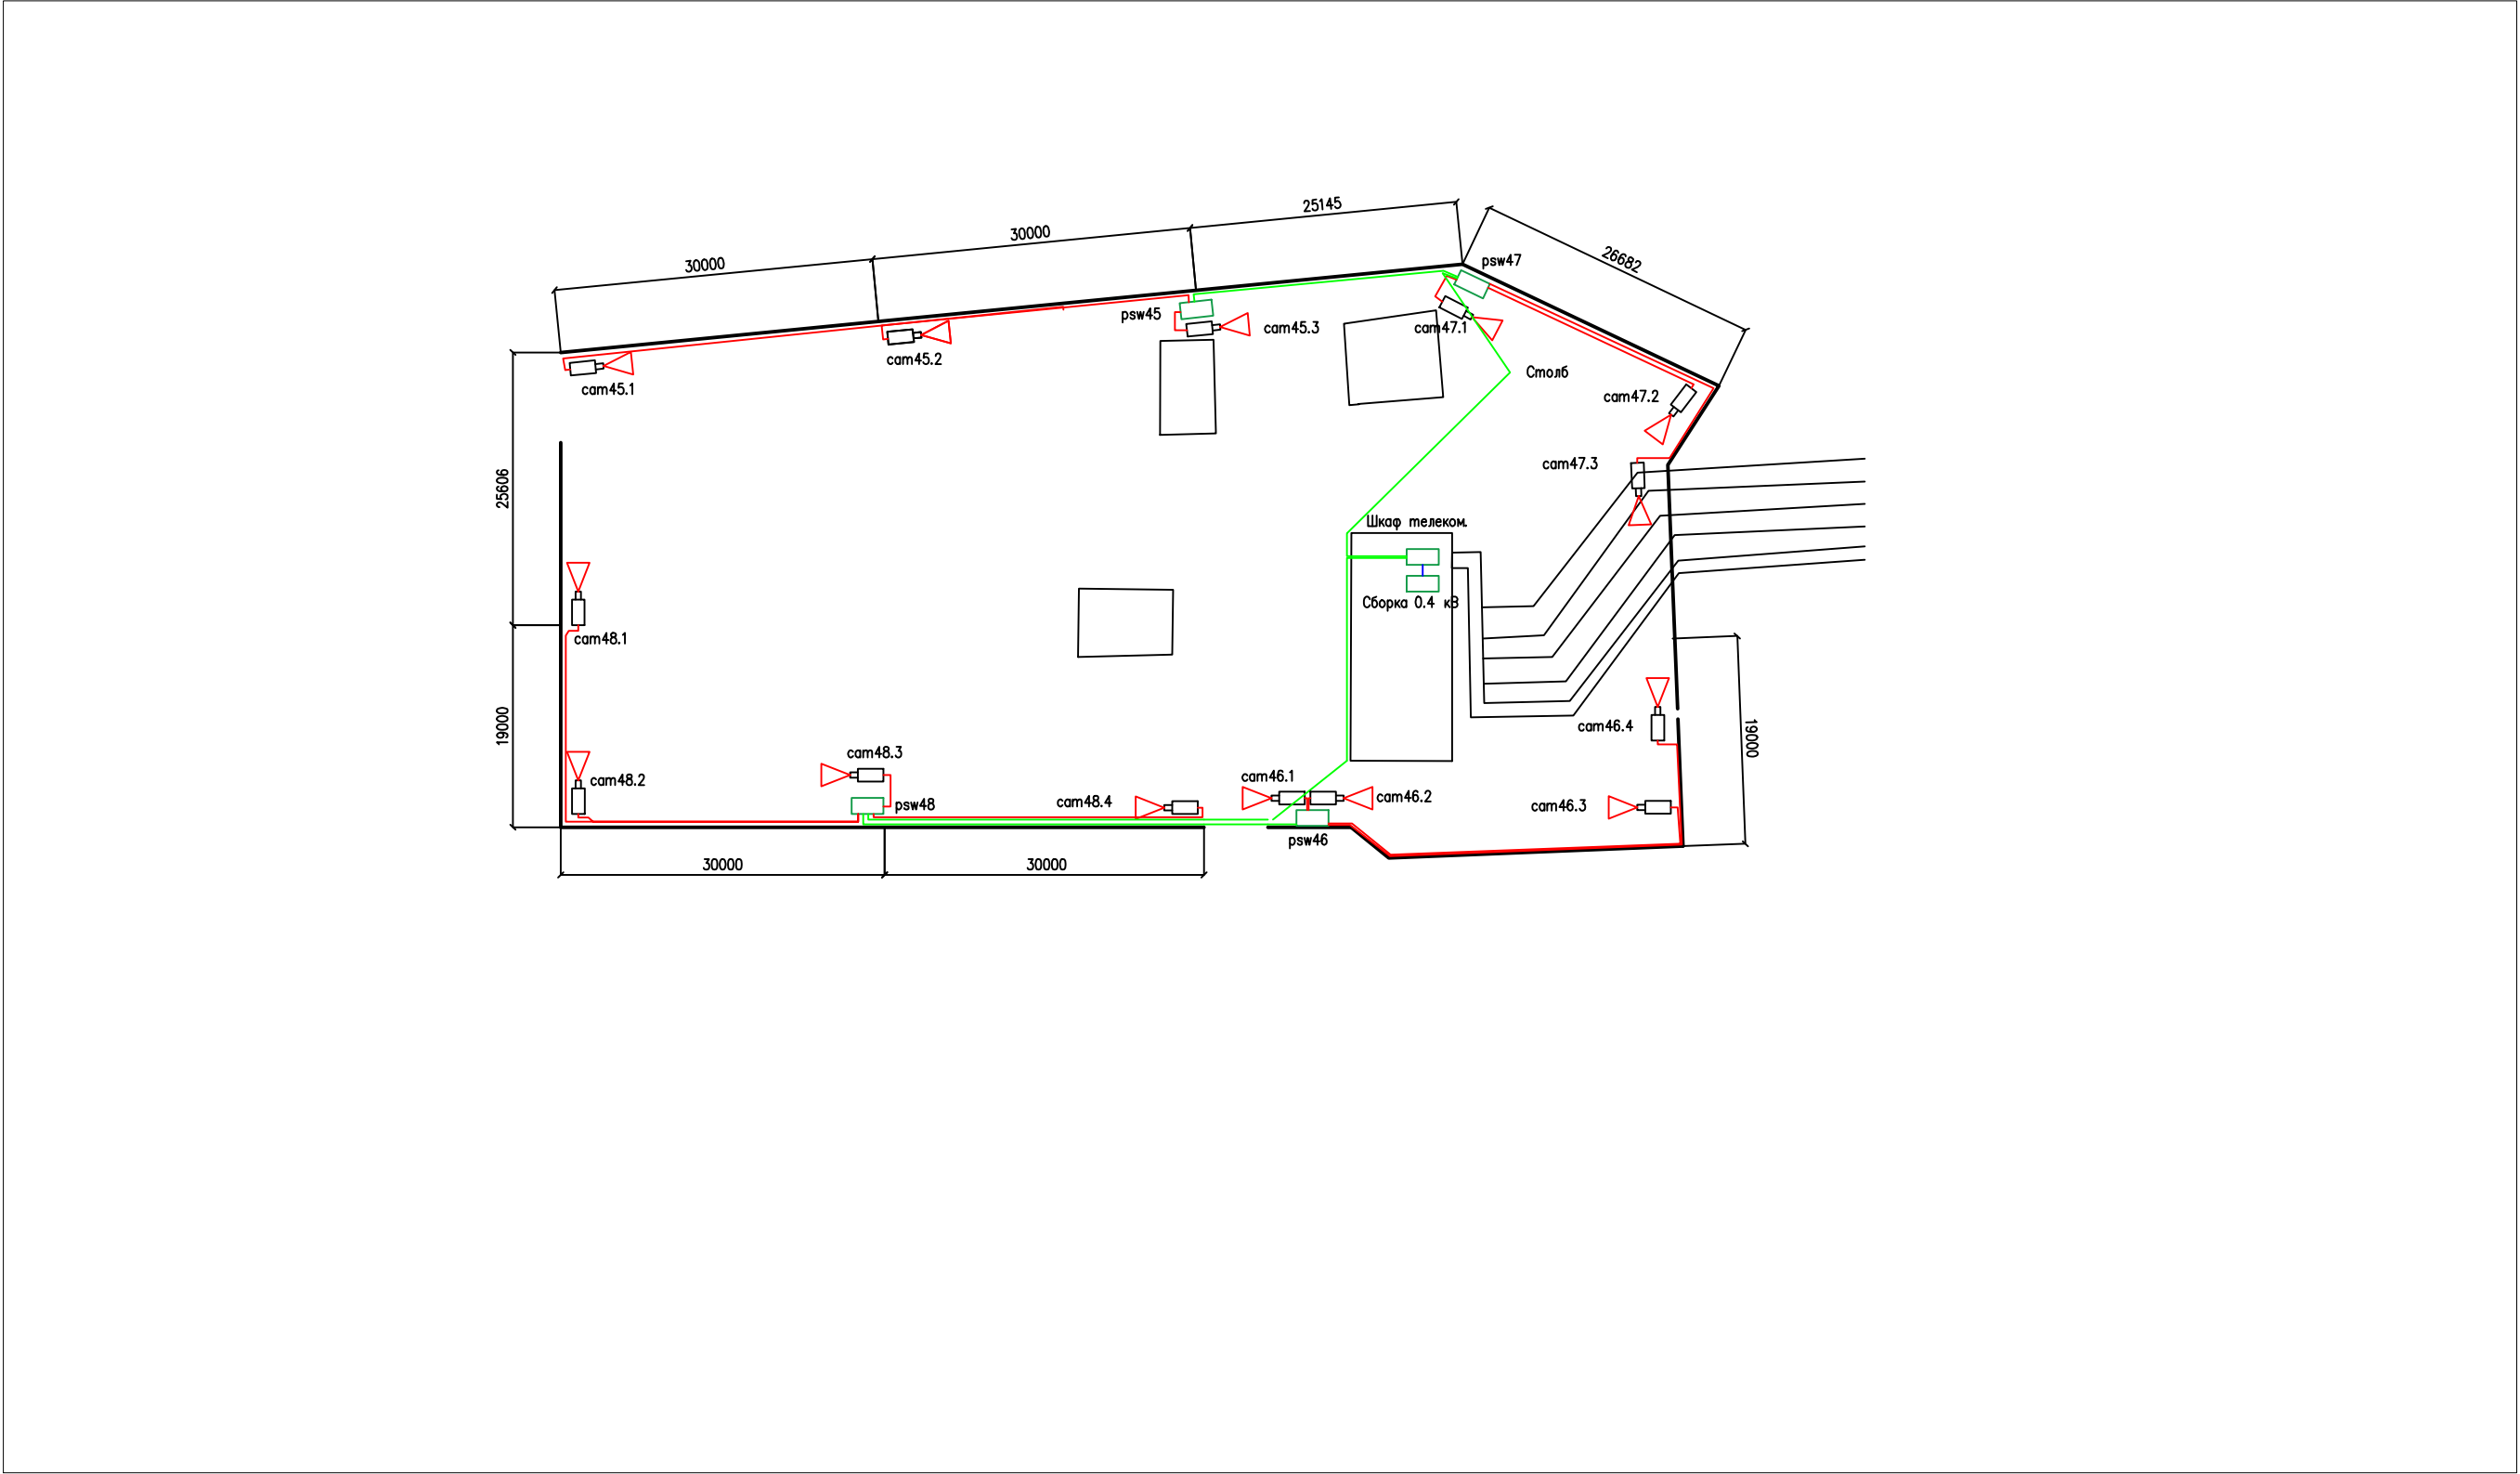 25145
30000
30000
26682
psw47
psw45
cam45.3
cam47.1
cam45.2
cam45.1
Столб
cam47.2
cam47.3
25606
Шкаф телеком.
Сборка 0.4 кВ
cam48.1
19000
cam46.4
19000
cam48.3
cam48.2
cam46.1
cam46.2
psw48
cam48.4
cam46.3
psw46
30000
30000